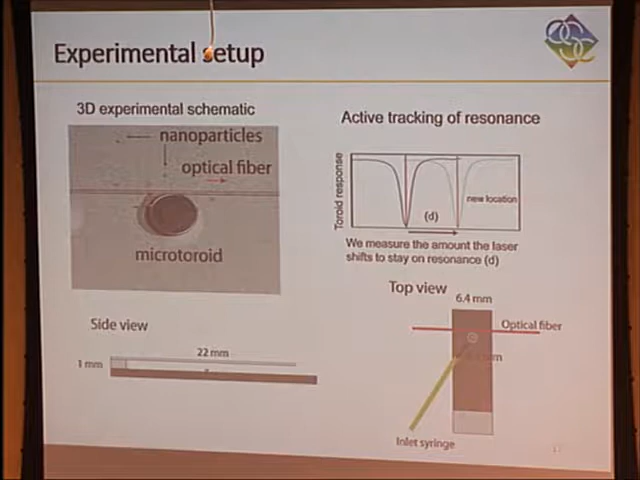 Experimental setup
3D experimental schematic
nanoparticles
optical fiber
microtoroid
Active tracking of resonance
Toroid response
new location
(d)
We measure the amount the laser
shifts to stay on resonance (d)
Side view
22 mm
1 mm
Top view
6.4 mm
Optical fiber
mm
Inlet syringe